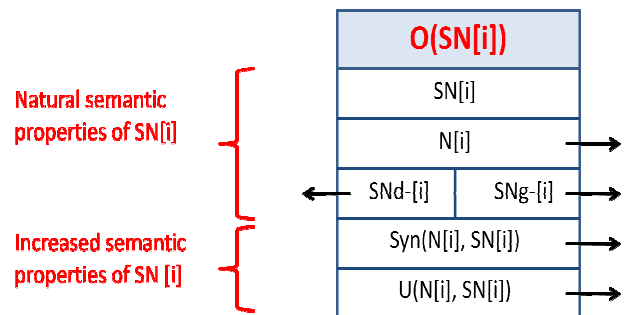 O(SN[i])
Natural semantic
properties of SN[i]
SN[i]
N[i]
SNd-[i] SNg-[i]
Increased semantic
properties of SN [i]
Syn(N[i], SN[i])
U(N[i], SN[i])